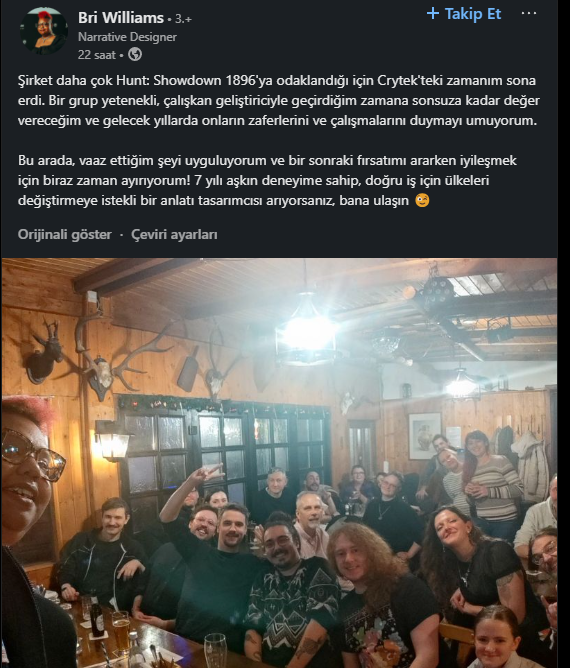 Bri Williams • 3.+
+ Takip Et ...
Narrative Designer
22 saat •
Şirket daha çok Hunt: Showdown 1896'ya odaklandığı için Crytek'teki zamanım sona
erdi. Bir grup yetenekli, çalışkan geliştiriciyle geçirdiğim zamana sonsuza kadar değer
vereceğim ve gelecek yıllarda onların zaferlerini ve çalışmalarını duymayı umuyorum.
Bu arada, vaaz ettiğim şeyi uyguluyorum ve bir sonraki fırsatımı ararken iyileşmek
için biraz zaman ayırıyorum! 7 yılı aşkın deneyime sahip, doğru iş için ülkeleri
değiştirmeye istekli bir anlatı tasarımcısı arıyorsanız, bana ulaşın 😉
Orijinali göster · Çeviri ayarları